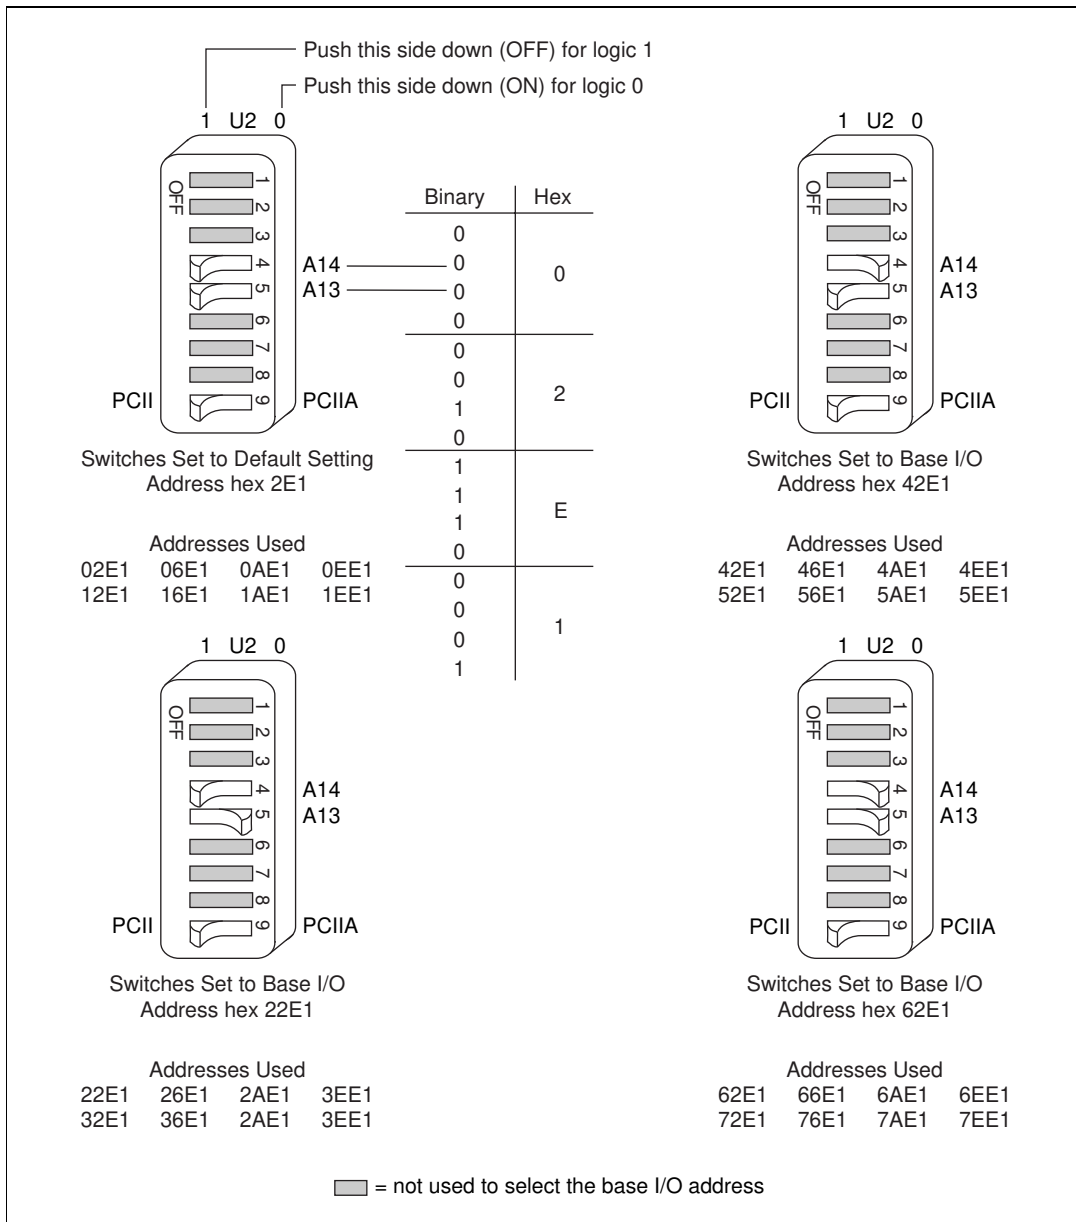 Push this side down (OFF) for logic 1
Push this side down (ON) for logic 0
1 U2 0
OFF
1
2
3
4 A14
5 A13
6
7
8
PCII 9 PCIIA
Switches Set to Default Setting
Address hex 2E1
Addresses Used
02E1 06E1 0AE1 0EE1
12E1 16E1 1AE1 1EE1
Binary Hex
0
0
0
0
0
0
0
1
0
2
1
1
1
0
E
0
0
0
1
1
1 U2 0
OFF
1
2
3
4 A14
5 A13
6
7
8
PCII 9 PCIIA
Switches Set to Base I/O
Address hex 42E1
Addresses Used
42E1 46E1 4AE1 4EE1
52E1 56E1 5AE1 5EE1
1 U2 0
OFF
1
2
3
4 A14
5 A13
6
7
8
PCII 9 PCIIA
Switches Set to Base I/O
Address hex 22E1
Addresses Used
22E1 26E1 2AE1 3EE1
32E1 36E1 2AE1 3EE1
1 U2 0
OFF
1
2
3
4 A14
5 A13
6
7
8
PCII 9 PCIIA
Switches Set to Base I/O
Address hex 62E1
Addresses Used
62E1 66E1 6AE1 6EE1
72E1 76E1 7AE1 7EE1
= not used to select the base I/O address